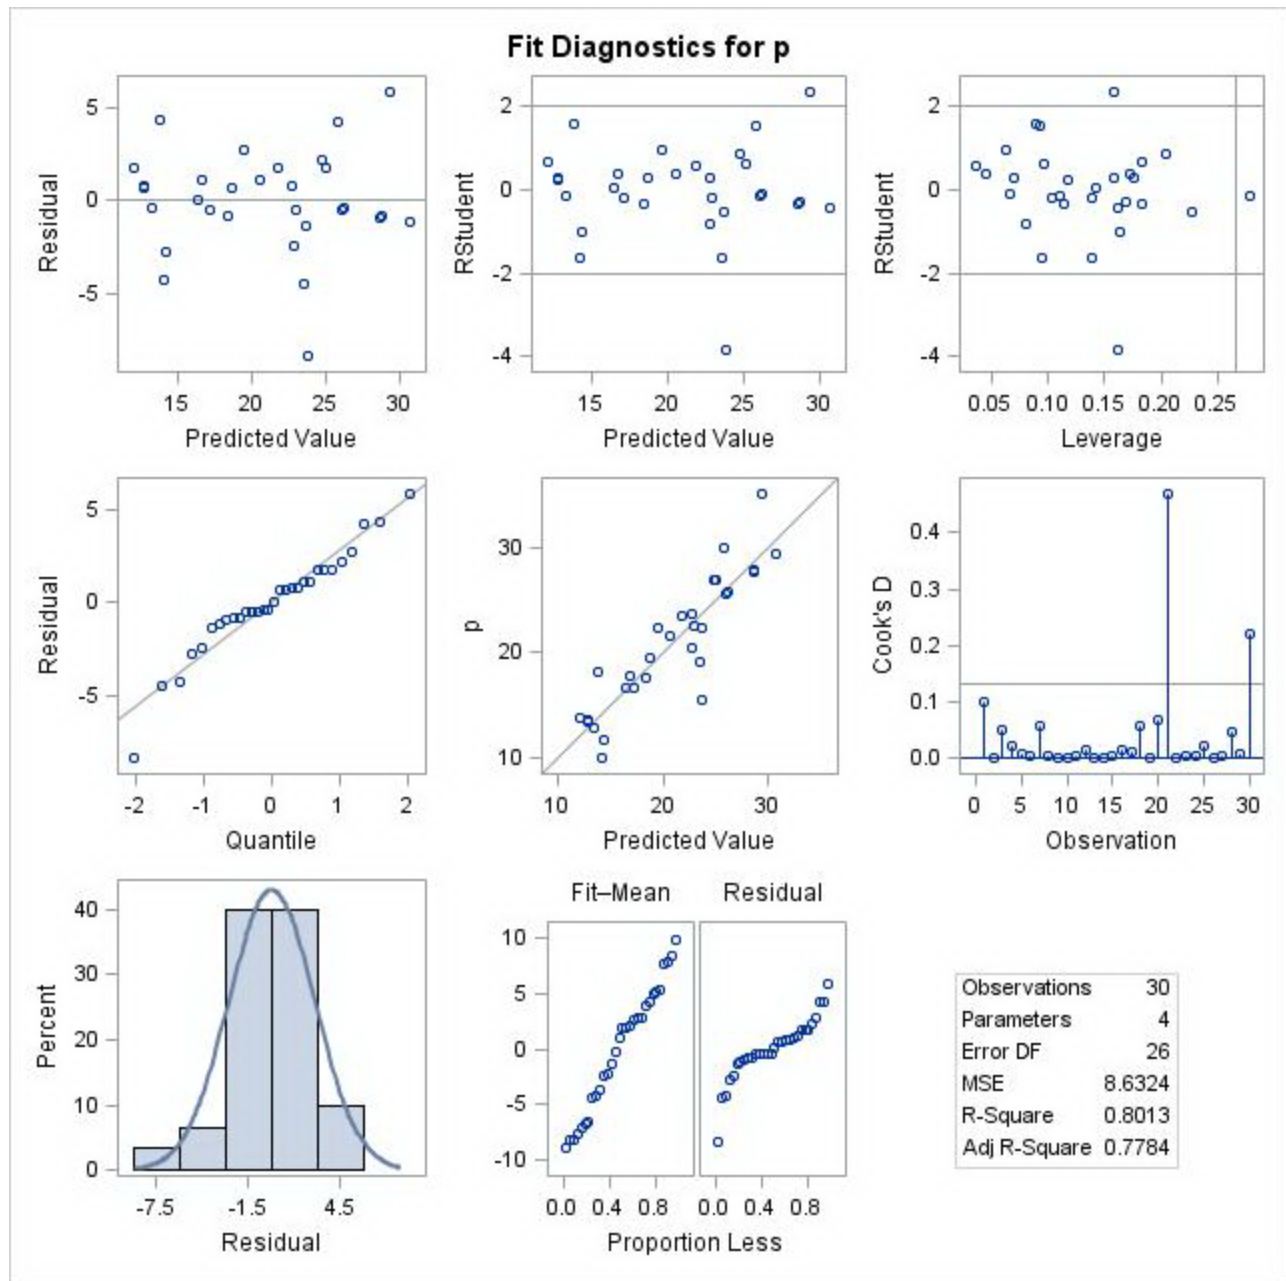 Fit Diagnostics for p
5
0
-5
Residual
15 20 25 30
Predicted Value
2
0
-2
-4
RStudent
15 20 25 30
Predicted Value
2
0
-2
-4
RStudent
0.05 0.10 0.15 0.20 0.25
Leverage
5
0
-5
Residual
-2 -1 0 1 2
Quantile
30
20
10
p
10 20 30
Predicted Value
0.4
0.3
0.2
0.1
0.0
Cook's D
0 5 10 15 20 25 30
Observation
40
30
20
10
0
Percent
-7.5 -1.5 4.5
Residual
Fit–Mean Residual
10
5
0
-5
-10
0.0 0.4 0.8 0.0 0.4 0.8
Proportion Less
Observations 30
Parameters 4
Error DF 26
MSE 8.6324
R-Square 0.8013
Adj R-Square 0.7784